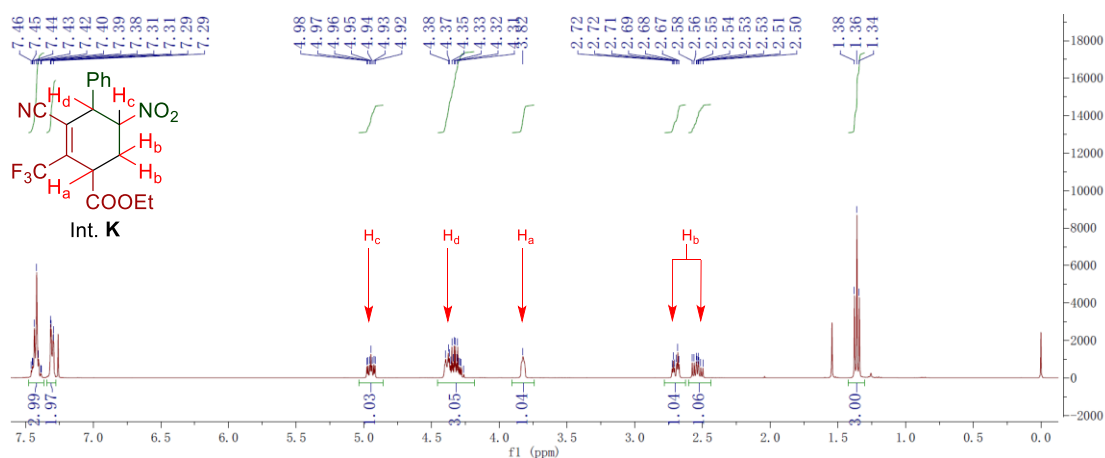 7.46 7.45 7.44 7.43 7.42 7.40 7.39 7.38 7.31 7.31 7.29 7.29
4.98 4.97 4.96 4.95 4.94 4.93 4.92
4.38 4.37 4.35 4.33 4.32 4.31 3.82
2.72 2.72 2.71 2.69 2.68 2.67 2.58 2.56 2.55 2.54 2.53 2.53 2.51 2.50
1.38 1.36 1.34
Ph
Hd Hc
NC NO2
Hb
F3C Hb
Ha
COOEt
Int. K
Hc Hd Ha Hb
18000
16000
14000
12000
10000
8000
6000
4000
2000
0
-2000
2.99 1.97 1.03 3.05 1.04 1.04 1.06 3.00
7.5 7.0 6.5 6.0 5.5 5.0 4.5 4.0 3.5 3.0 2.5 2.0 1.5 1.0 0.5 0.0
f1 (ppm)